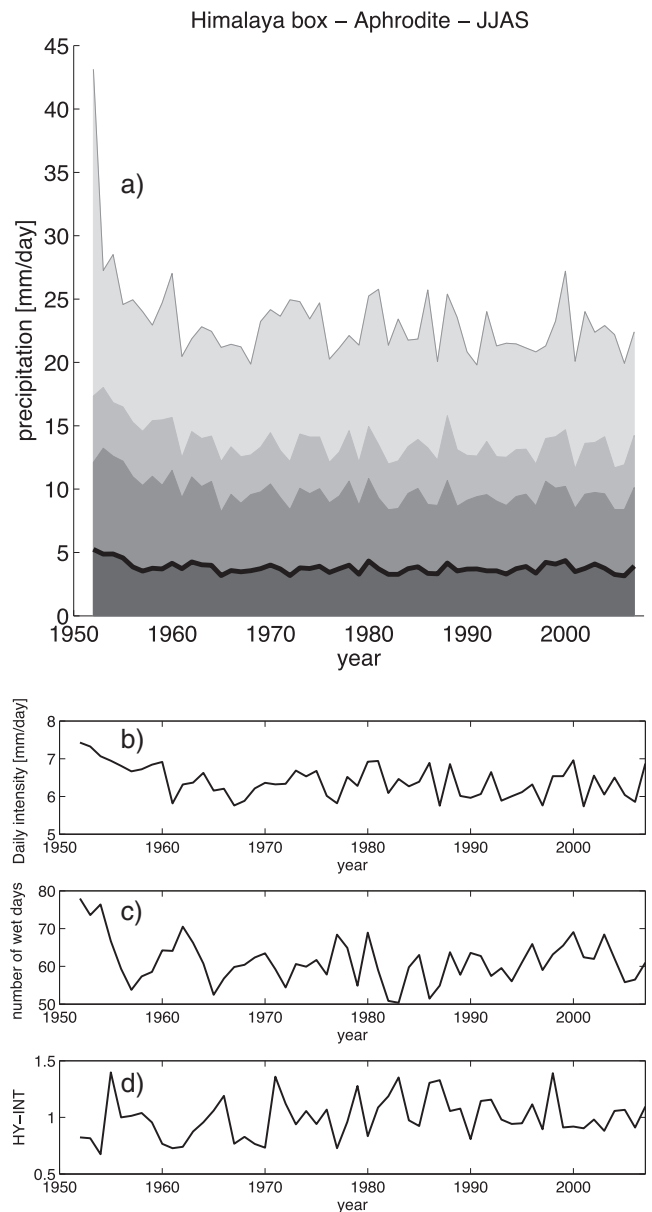 Himalaya box – Aphrodite – JJAS
45
40
35
30
25
20
15
10
5
0
precipitation [mm/day]
a)
1950 1960 1970 1980 1990 2000
year
8
7
6
5
Daily intensity [mm/day]
b)
1950 1960 1970 1980 1990 2000
year
80
70
60
50
number of wet days
c)
1950 1960 1970 1980 1990 2000
year
1.5
1
0.5
HY–INT
d)
1950 1960 1970 1980 1990 2000
year